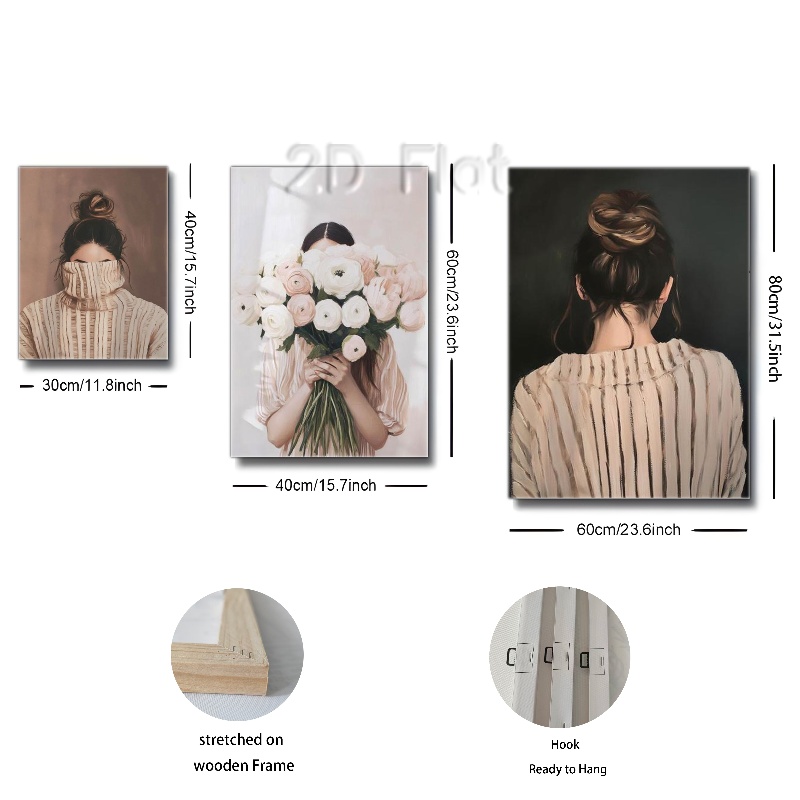 2D Flat
40cm/15.7inch
30cm/11.8inch
60cm/23.6inch
40cm/15.7inch
80cm/31.5inch
60cm/23.6inch
stretched on
wooden Frame
Hook
Ready to Hang